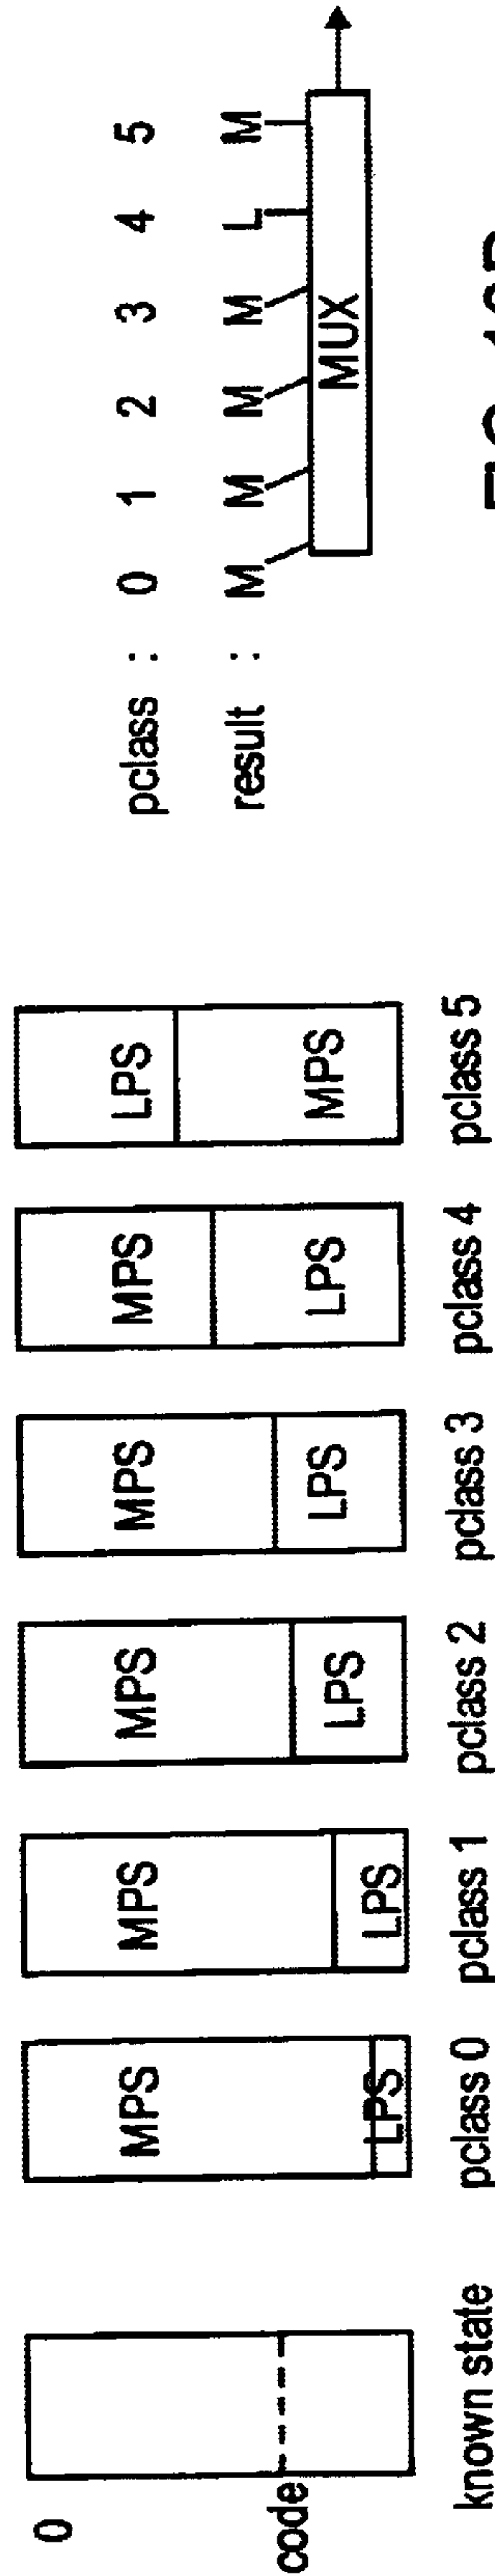 0
code
known state
MPS
LPS
pclass 0
MPS
LPS
pclass 1
MPS
LPS
pclass 2
MPS
LPS
pclass 3
MPS
LPS
pclass 4
LPS
MPS
pclass 5
pclass : 0 1 2 3 4 5
result : M M M M L M
MUX